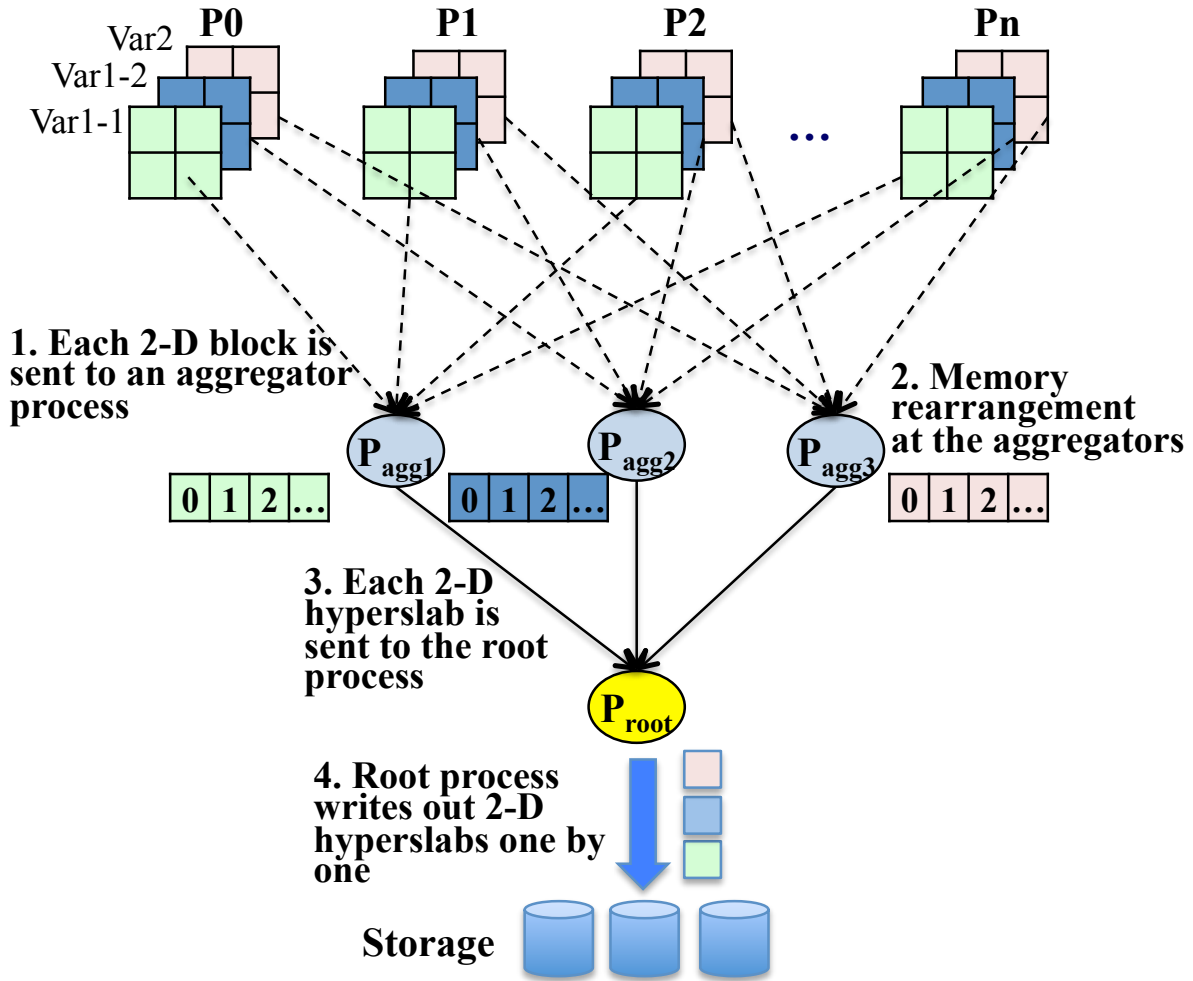 P0 P1 P2 Pn
Var2
Var1-2
Var1-1
...
1. Each 2-D block is
sent to an aggregator
process
2. Memory
rearrangement
at the aggregators
Pagg1 Pagg2 Pagg3
0 1 2 ... 0 1 2 ... 0 1 2 ...
3. Each 2-D
hyperslab is
sent to the root
process
Proot
4. Root process
writes out 2-D
hyperslabs one by
one
Storage